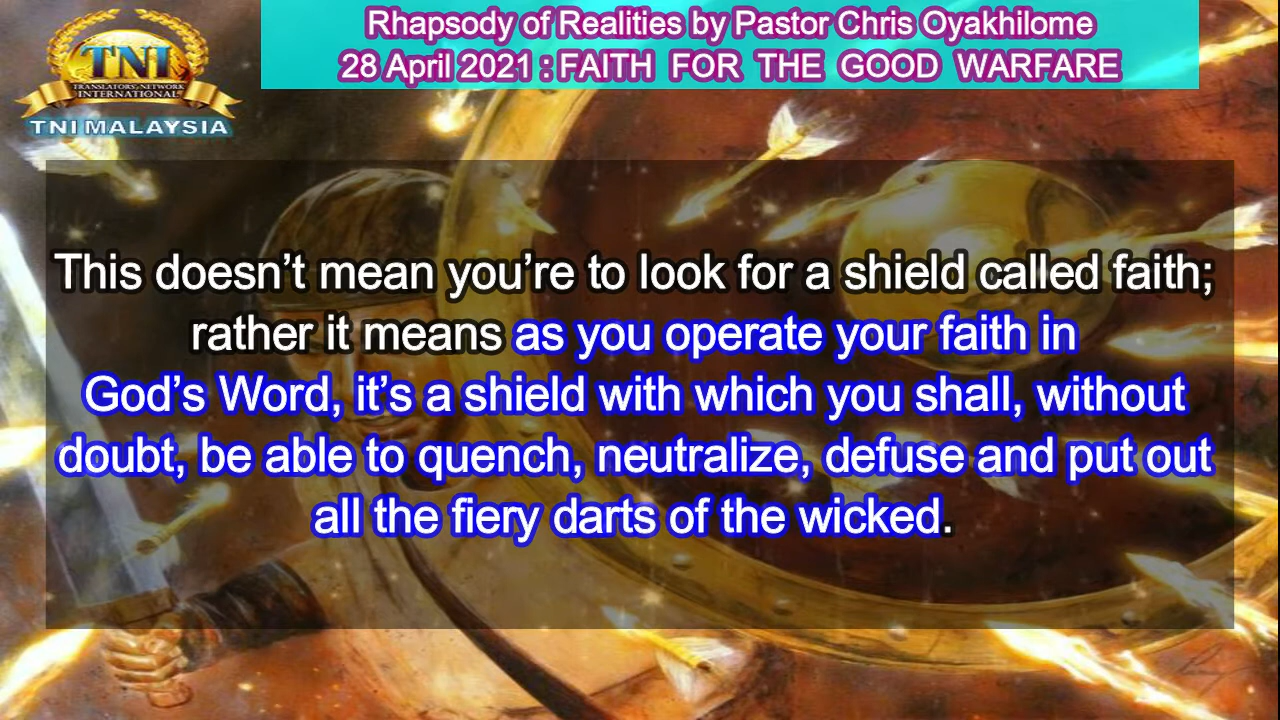 TNI
TRANSLATORS' NETWORK
INTERNATIONAL
TNI MALAYSIA
Rhapsody of Realities by Pastor Chris Oyakhilome
28 April 2021 : FAITH FOR THE GOOD WARFARE
This doesn’t mean you’re to look for a shield called faith;
rather it means as you operate your faith in
God’s Word, it’s a shield with which you shall, without
doubt, be able to quench, neutralize, defuse and put out
all the fiery darts of the wicked.